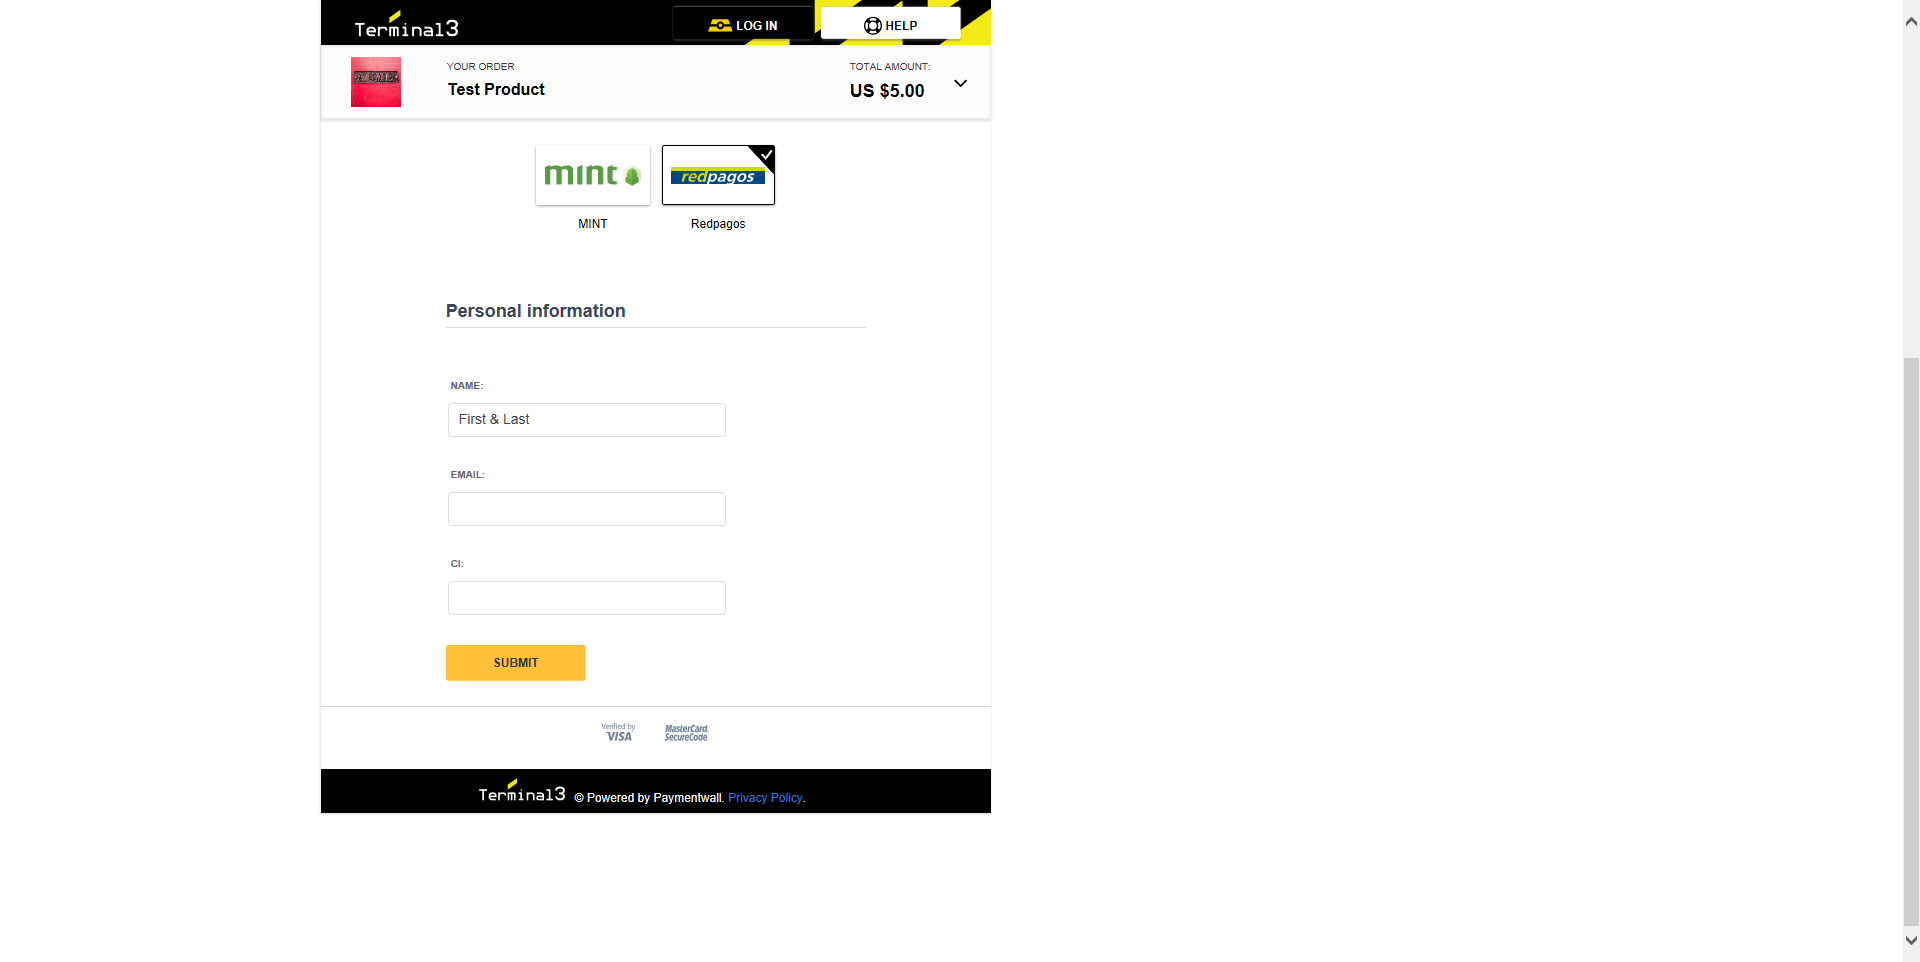 Terminal3
LOG IN
HELP
YOUR ORDER
Test Product
TOTAL AMOUNT:
US $5.00
mint
redpagos
MINT
Redpagos
Personal information
NAME:
First & Last
EMAIL:
CI:
SUBMIT
Verified by
VISA
MasterCard.
SecureCode.
Terminal3 © Powered by Paymentwall. Privacy Policy.